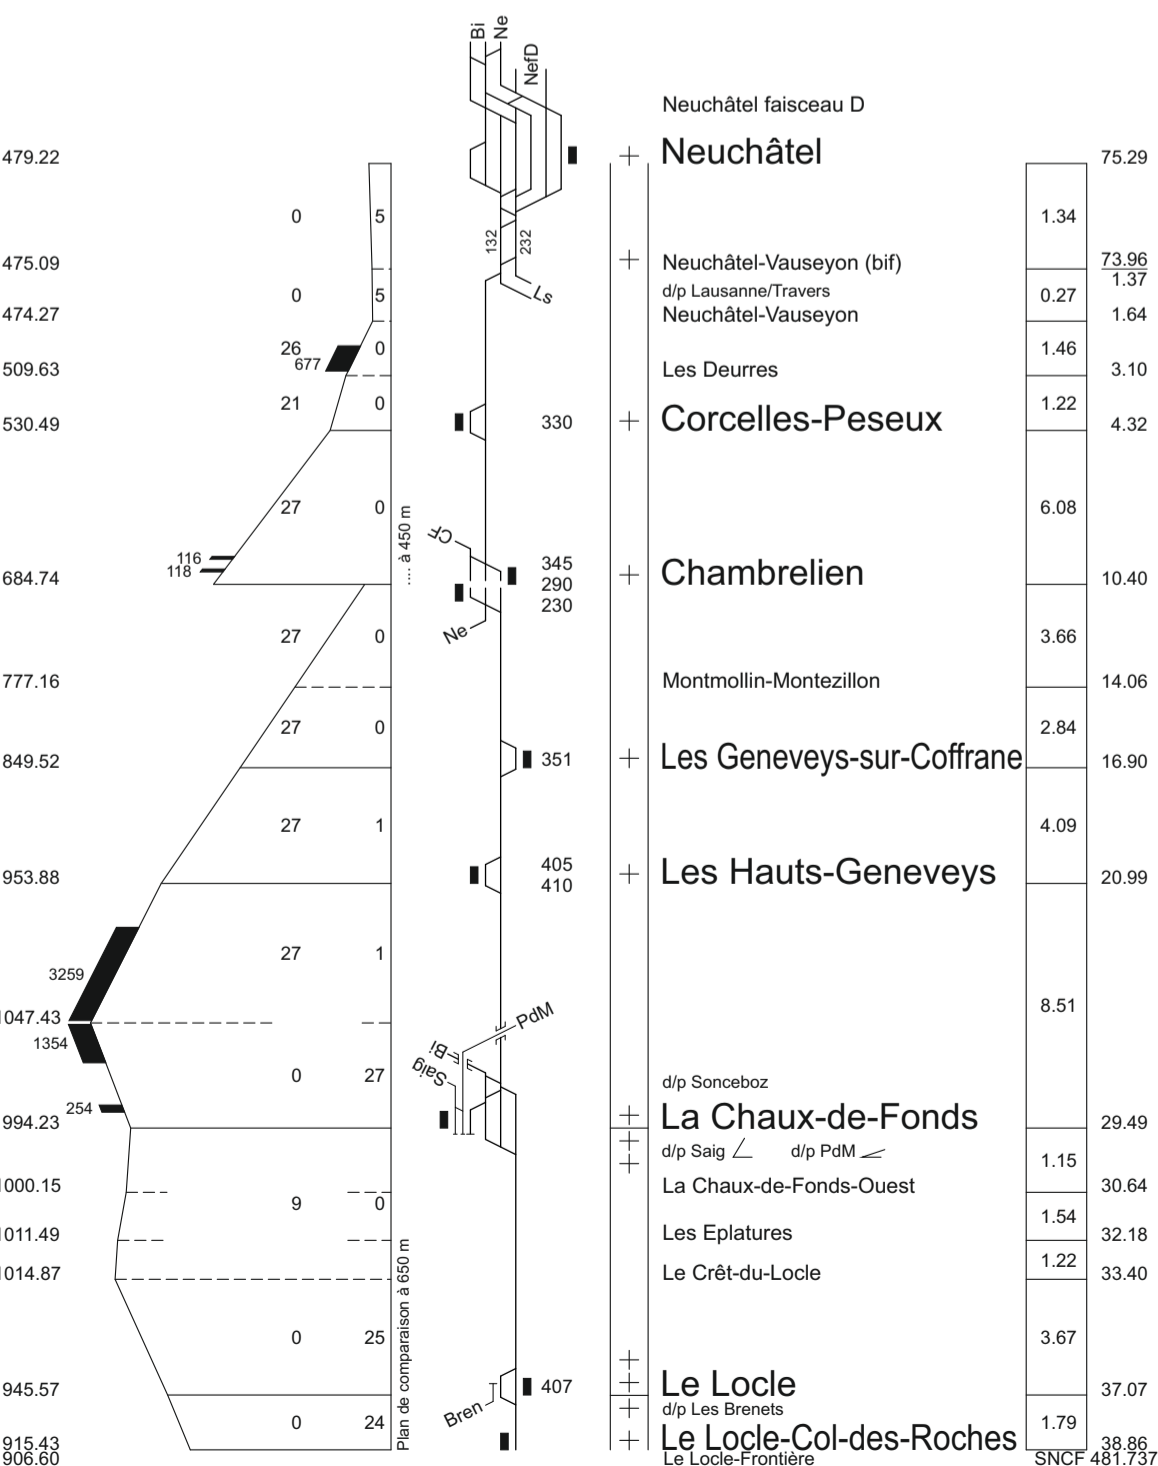 Bi Ne
NefD
Neuchâtel faisceau D
479.22 Neuchâtel 75.29
0 5 132 232 1.34
475.09 Neuchâtel-Vauseyon (bif) 73.96
1.37
0 5 Ls d/p Lausanne/Travers 0.27
474.27 Neuchâtel-Vauseyon 1.64
26 0 1.46
677
509.63 Les Deurres 3.10
21 0 1.22
530.49 330 Corcelles-Peseux 4.32
27 0 6.08
.... à 450 m
CF
116 345
118
684.74 290 Chambrelien 10.40
230
27 0 Ne 3.66
777.16 Montmollin-Montezillon 14.06
27 0 2.84
849.52 351 Les Geneveys-sur-Coffrane 16.90
27 1 4.09
953.88 405 Les Hauts-Geneveys 20.99
410
27 1
3259
8.51
1047.43 PdM
1354
Bi
Saig
0 27 d/p Sonceboz
254
994.23 La Chaux-de-Fonds 29.49
d/p Saig d/p PdM 1.15
1000.15 La Chaux-de-Fonds-Ouest 30.64
9 0 1.54
1011.49 Les Eplatures 32.18
1.22
1014.87 Le Crêt-du-Locle 33.40
Plan de comparaison à 650 m
0 25 3.67
945.57 407 Le Locle 37.07
Bren d/p Les Brenets
0 24 1.79
915.43 Le Locle-Col-des-Roches 38.86
906.60 Le Locle-Frontière SNCF 481.737